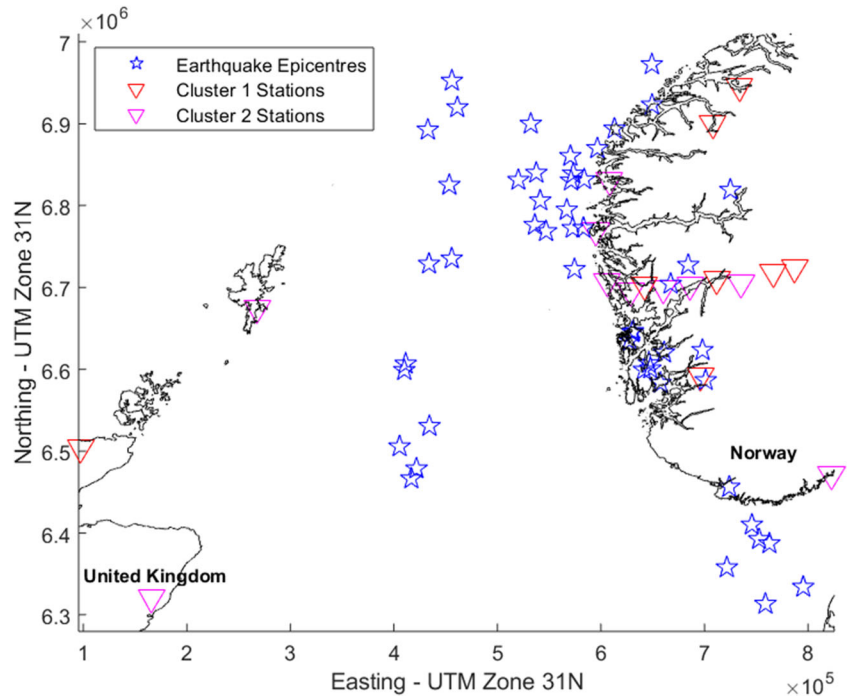 ×10⁶
7
6.9
6.8
6.7
6.6
6.5
6.4
6.3
Northing - UTM Zone 31N
Earthquake Epicentres
Cluster 1 Stations
Cluster 2 Stations
Norway
United Kingdom
1 2 3 4 5 6 7 8
Easting - UTM Zone 31N
×10⁵